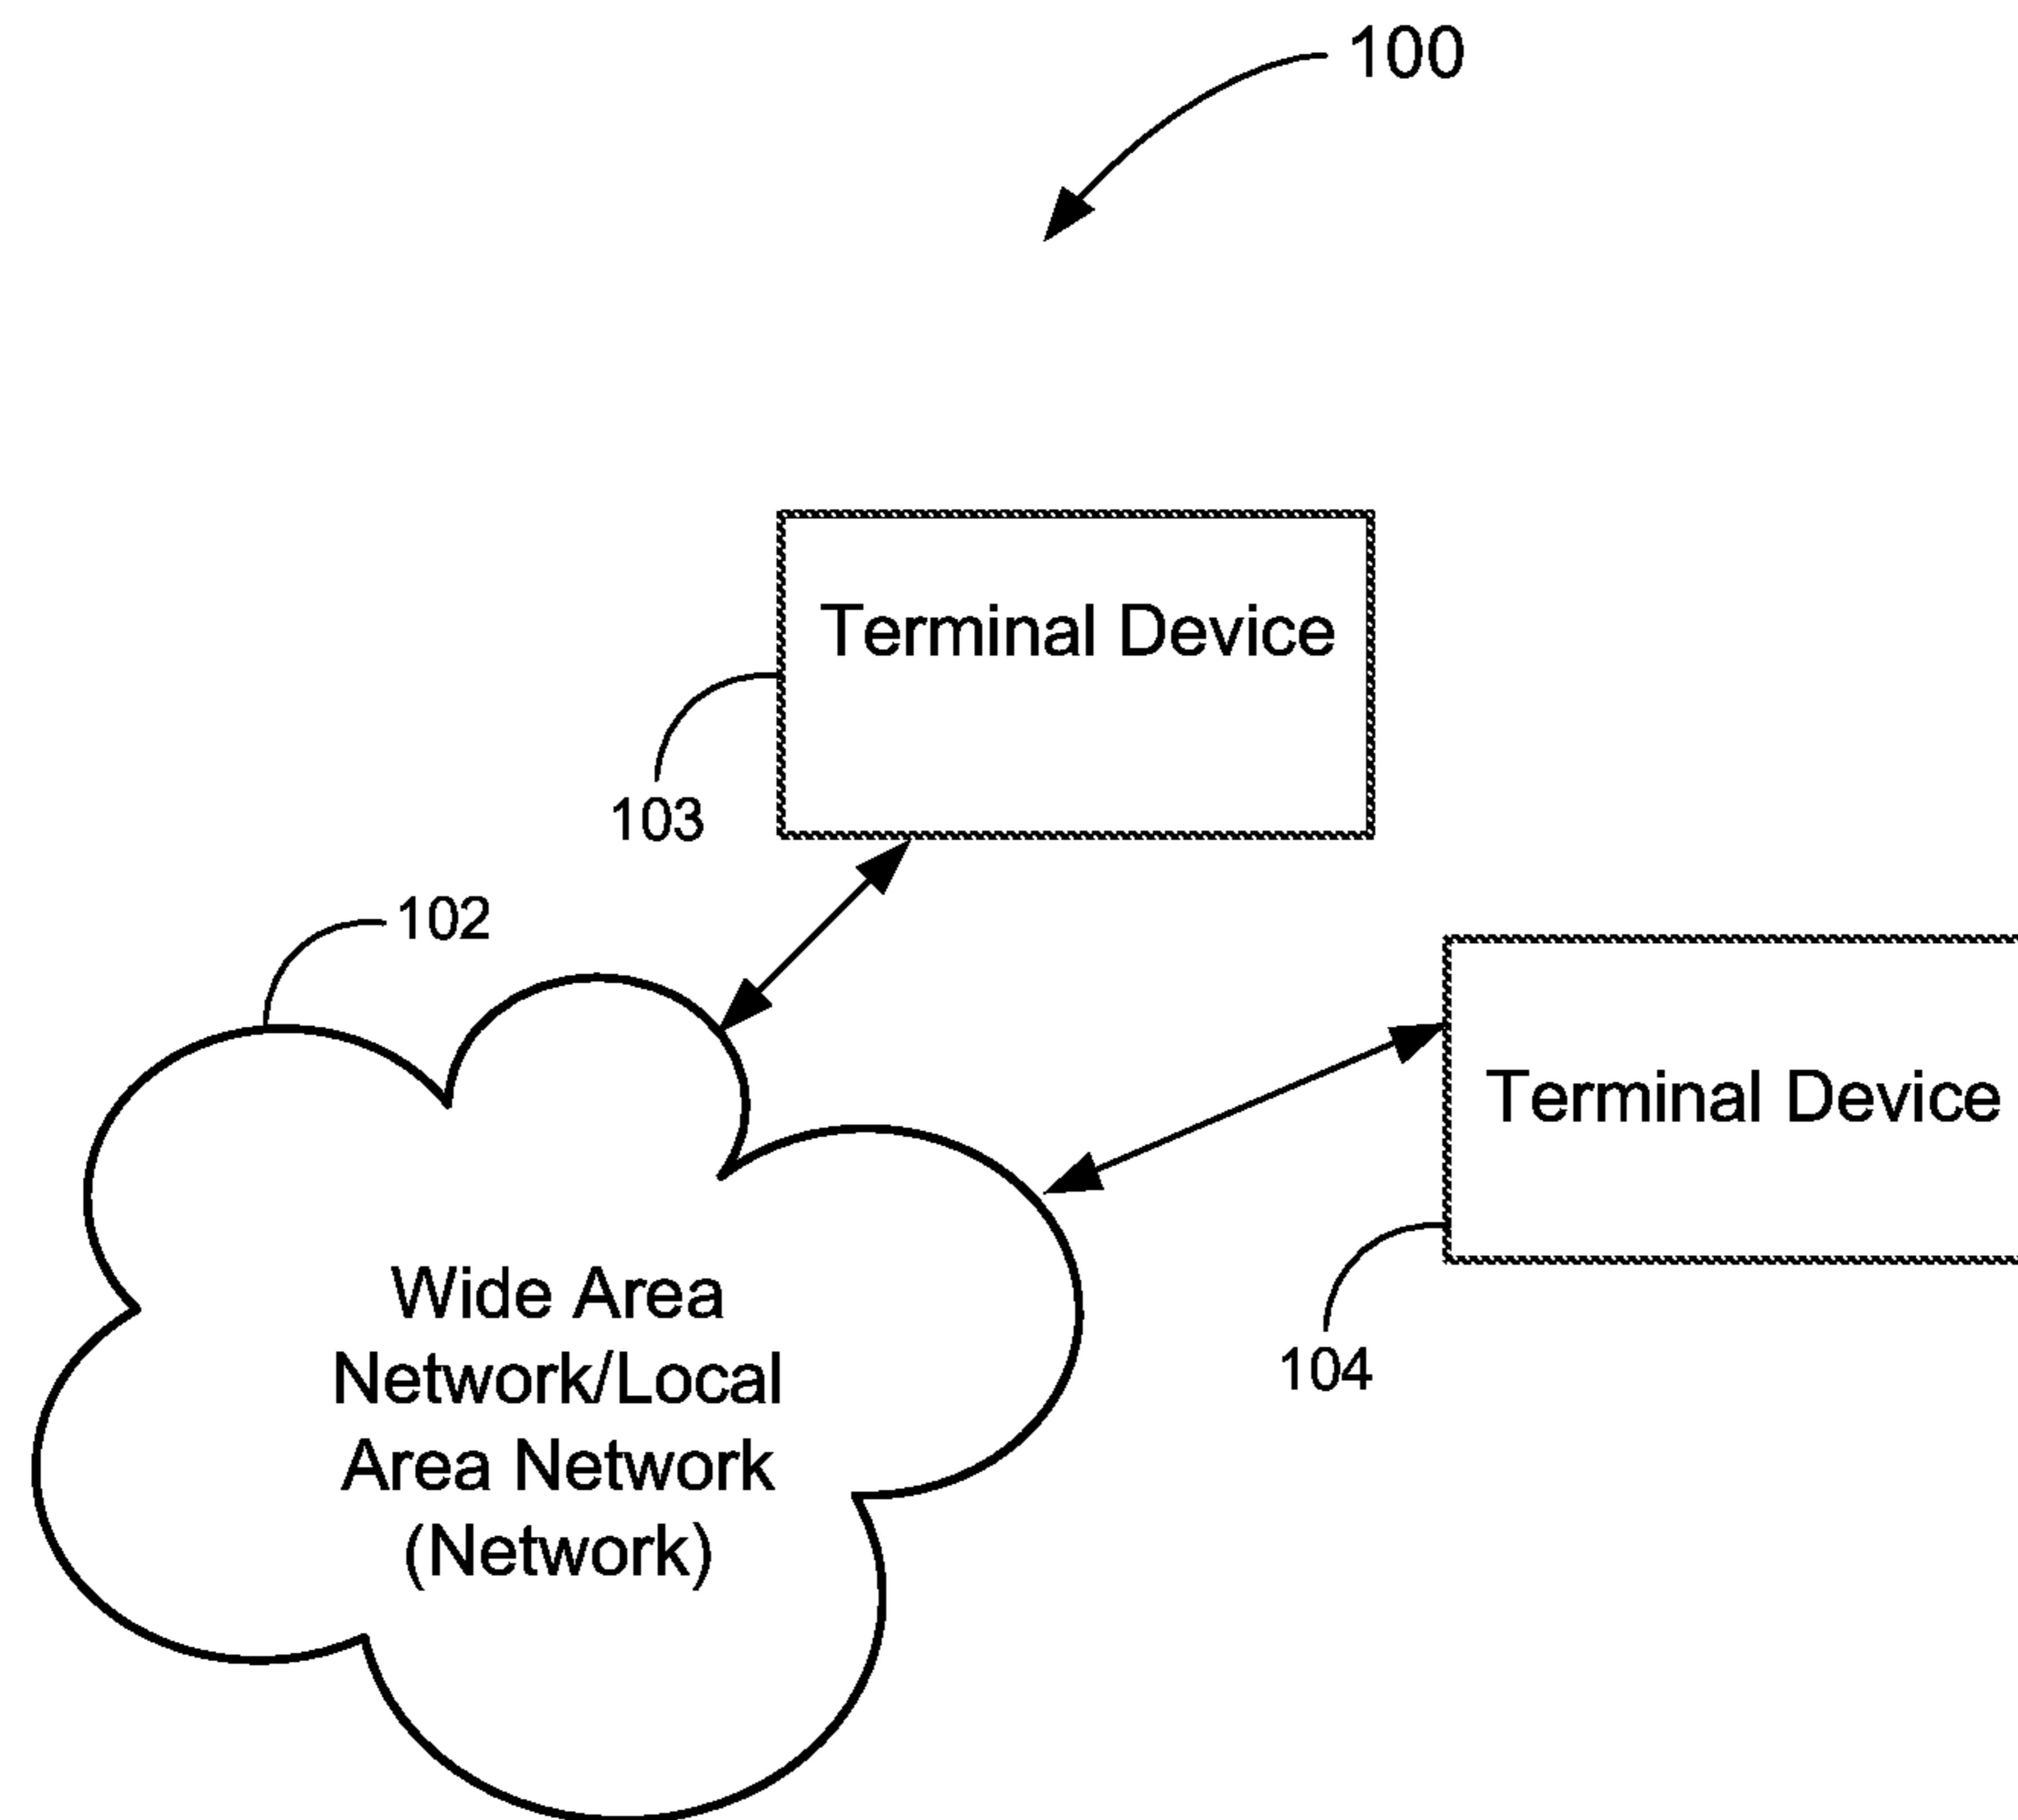 100
Terminal Device
103
102
Terminal Device
104
Wide Area
Network/Local
Area Network
(Network)